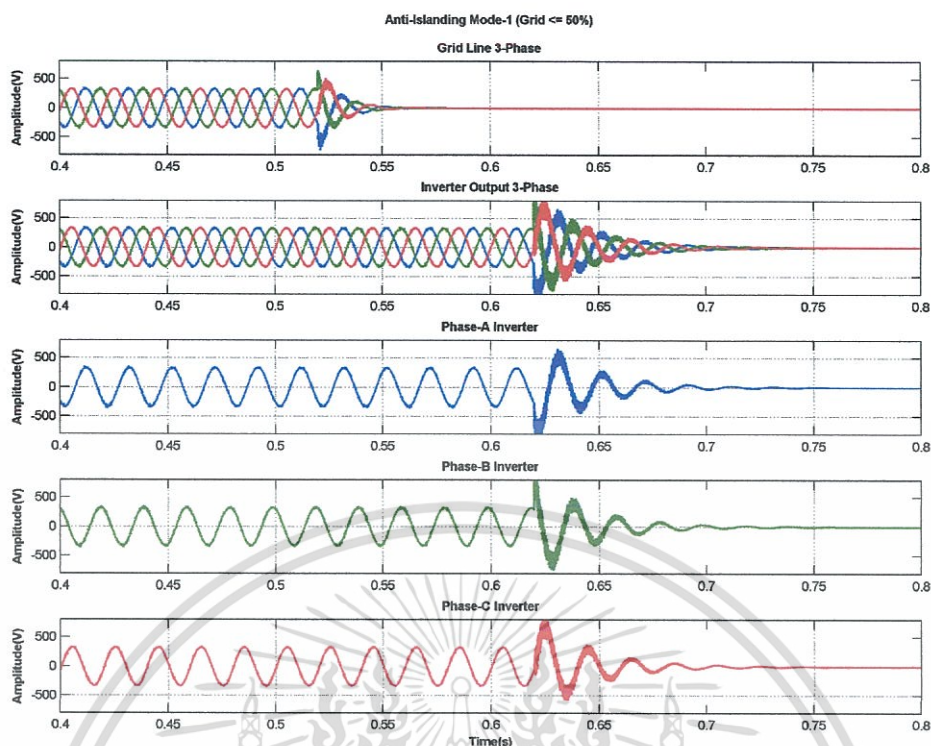 Anti-Islanding Mode-1 (Grid <= 50%)
Grid Line 3-Phase
Amplitude(V)
500
0
-500
0.4 0.45 0.5 0.55 0.6 0.65 0.7 0.75 0.8
Inverter Output 3-Phase
Amplitude(V)
500
0
-500
0.4 0.45 0.5 0.55 0.6 0.65 0.7 0.75 0.8
Phase-A Inverter
Amplitude(V)
500
0
-500
0.4 0.45 0.5 0.55 0.6 0.65 0.7 0.75 0.8
Phase-B Inverter
Amplitude(V)
500
0
-500
0.4 0.45 0.5 0.55 0.6 0.65 0.7 0.75 0.8
Phase-C Inverter
Amplitude(V)
500
0
-500
0.4 0.45 0.5 0.55 0.6 0.65 0.7 0.75 0.8
Time(s)